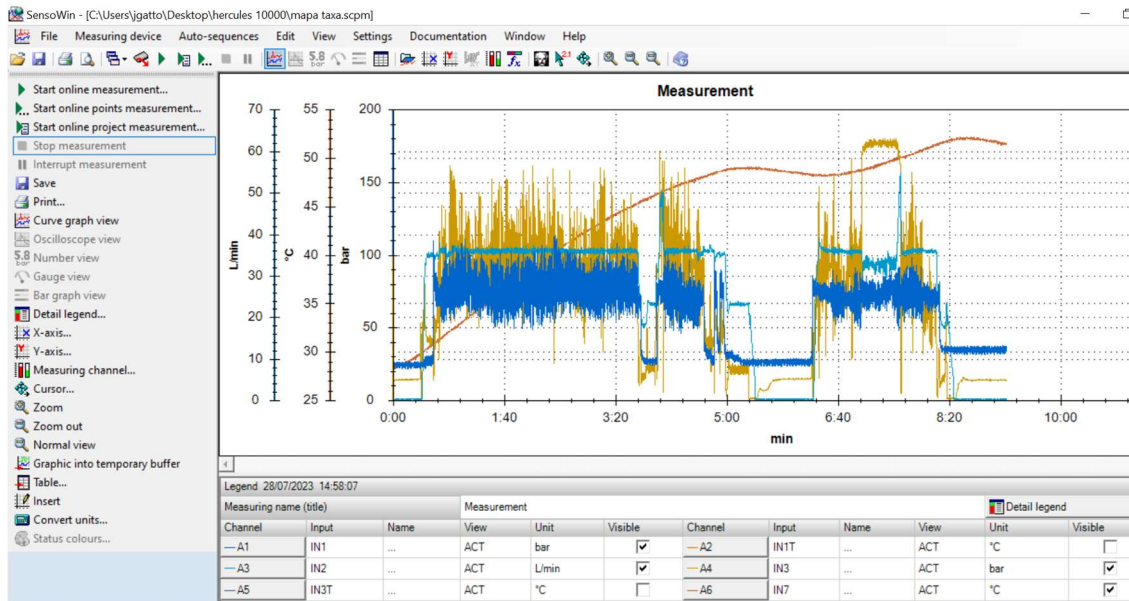 SensoWin - [C:\Users\jgatto\Desktop\hercules 10000\mapa taxa.scpm]
File Measuring device Auto-sequences Edit View Settings Documentation Window Help
5.8 bar
fx
2.1
Start online measurement...
Start online points measurement...
Start online project measurement...
Stop measurement
Interrupt measurement
Save
Print...
Curve graph view
Oscilloscope view
5.8 bar Number view
Gauge view
Bar graph view
Detail legend...
X-axis...
Y-axis...
Measuring channel...
Cursor...
Zoom
Zoom out
Normal view
Graphic into temporary buffer
Table...
Insert
Convert units...
Status colours...
Measurement
70 55 200
60 50
50 150
45
40 40 100
30 35
20 50
30
10
0 25 0
L/min °C bar
0:00 1:40 3:20 5:00 6:40 8:20 10:00
min
Legend 28/07/2023 14:58:07
Measuring name (title) Measurement Detail legend
Channel Input Name View Unit Visible Channel Input Name View Unit Visible
A1 IN1 ... ACT bar A2 IN1T ... ACT °C
A3 IN2 ... ACT L/min A4 IN3 ... ACT bar
A5 IN3T ... ACT °C A6 IN7 ... ACT °C